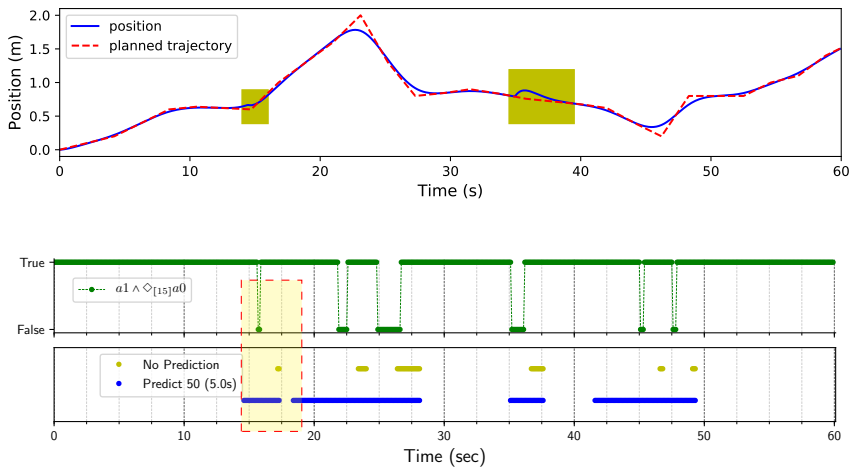 2.0
1.5
1.0
0.5
0.0
Position (m)
position
planned trajectory
0 10 20 30 40 50 60
Time (s)
True
False
a1 ∧ ◇[15]a0
No Prediction
Predict 50 (5.0s)
0 10 20 30 40 50 60
Time (sec)